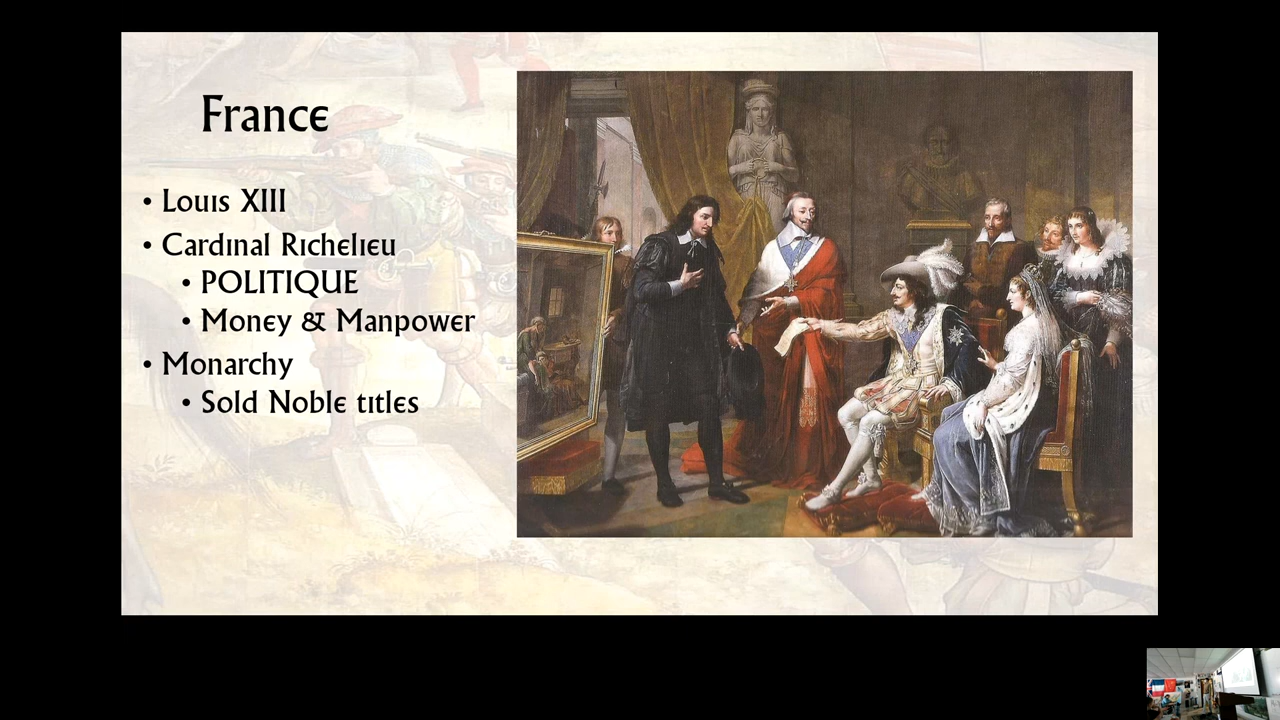 France
• Louis XIII
• Cardinal Richelieu
• POLITIQUE
• Money & Manpower
• Monarchy
• Sold Noble titles